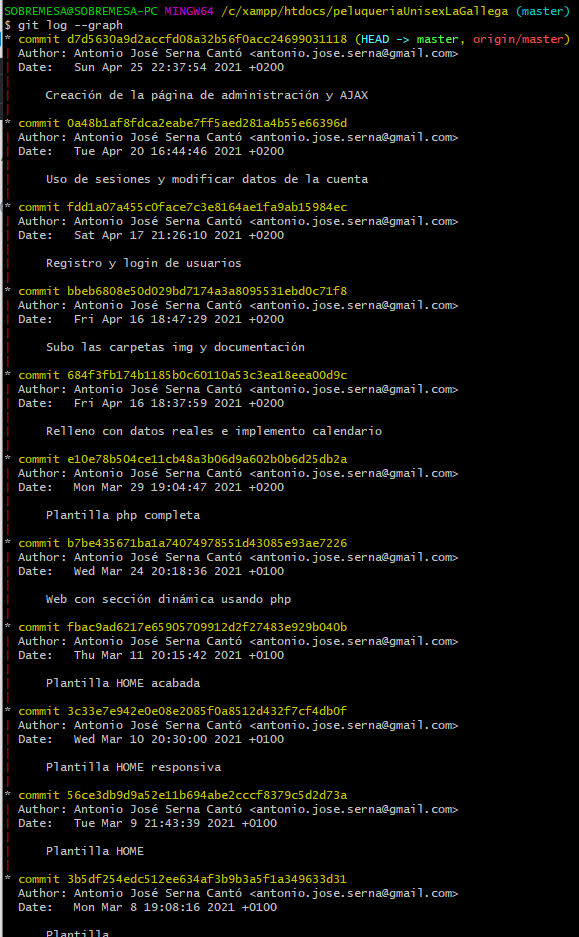 SOBREMESA@SOBREMESA-PC MINGW64 /c/xampp/htdocs/peluqueriaUnisexLaGallega (master)
$ git log --graph
* commit d7d5630a9d2accfd08a32b56f0acc24699031118 (HEAD -> master, origin/master)
| Author: Antonio José Serna Cantó <antonio.jose.serna@gmail.com>
| Date:   Sun Apr 25 22:37:54 2021 +0200
|
|     Creación de la página de administración y AJAX
|
* commit 0a48b1af8fdca2eabe7ff5aed281a4b55e66396d
| Author: Antonio José Serna Cantó <antonio.jose.serna@gmail.com>
| Date:   Tue Apr 20 16:44:46 2021 +0200
|
|     Uso de sesiones y modificar datos de la cuenta
|
* commit fdd1a07a455c0face7c3e8164ae1fa9ab15984ec
| Author: Antonio José Serna Cantó <antonio.jose.serna@gmail.com>
| Date:   Sat Apr 17 21:26:10 2021 +0200
|
|     Registro y login de usuarios
|
* commit bbeb6808e50d029bd7174a3a8095531ebd0c71f8
| Author: Antonio José Serna Cantó <antonio.jose.serna@gmail.com>
| Date:   Fri Apr 16 18:47:29 2021 +0200
|
|     Subo las carpetas img y documentación
|
* commit 684f3fb174b1185b0c60110a53c3ea18eea00d9c
| Author: Antonio José Serna Cantó <antonio.jose.serna@gmail.com>
| Date:   Fri Apr 16 18:37:59 2021 +0200
|
|     Relleno con datos reales e implemento calendario
|
* commit e10e78b504ce11cb48a3b06d9a602b0b6d25db2a
| Author: Antonio José Serna Cantó <antonio.jose.serna@gmail.com>
| Date:   Mon Mar 29 19:04:47 2021 +0200
|
|     Plantilla php completa
|
* commit b7be435671ba1a74074978551d43085e93ae7226
| Author: Antonio José Serna Cantó <antonio.jose.serna@gmail.com>
| Date:   Wed Mar 24 20:18:36 2021 +0100
|
|     Web con sección dinámica usando php
|
* commit fbac9ad6217e65905709912d2f27483e929b040b
| Author: Antonio José Serna Cantó <antonio.jose.serna@gmail.com>
| Date:   Thu Mar 11 20:15:42 2021 +0100
|
|     Plantilla HOME acabada
|
* commit 3c33e7e942e0e08e2085f0a8512d432f7cf4db0f
| Author: Antonio José Serna Cantó <antonio.jose.serna@gmail.com>
| Date:   Wed Mar 10 20:30:00 2021 +0100
|
|     Plantilla HOME responsiva
|
* commit 56ce3db9d9a52e11b694abe2cccf8379c5d2d73a
| Author: Antonio José Serna Cantó <antonio.jose.serna@gmail.com>
| Date:   Tue Mar 9 21:43:39 2021 +0100
|
|     Plantilla HOME
|
* commit 3b5df254edc512ee634af3b9b3a5f1a349633d31
  Author: Antonio José Serna Cantó <antonio.jose.serna@gmail.com>
  Date:   Mon Mar 8 19:08:16 2021 +0100

      Plantilla